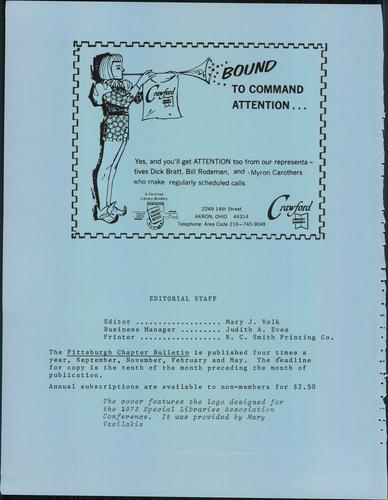 Crawford
BOUND
TO COMMAND
ATTENTION...
Yes, and you'll get ATTENTION too from our representa-
tives Dick Bratt, Bill Rodeman, and Myron Carothers
who make regularly scheduled calls.
A Certified
Library Bindery
2249 14th Street
AKRON, OHIO 44314
Telephone: Area Code 216-745-9048
Crawford
EDITORIAL STAFF
Editor ................... Mary J. Volk
Business Manager ......... Judith A. Eves
Printer .................. R. C. Smith Printing Co.
The Pittsburgh Chapter Bulletin is published four times a
year, September, November, February and May. The deadline
for copy is the tenth of the month preceding the month of
publication.
Annual subscriptions are available to non-members for $2.50
The cover features the logo designed for
the 1973 Special Libraries Association
Conference. It was provided by Mary
Vasilakis